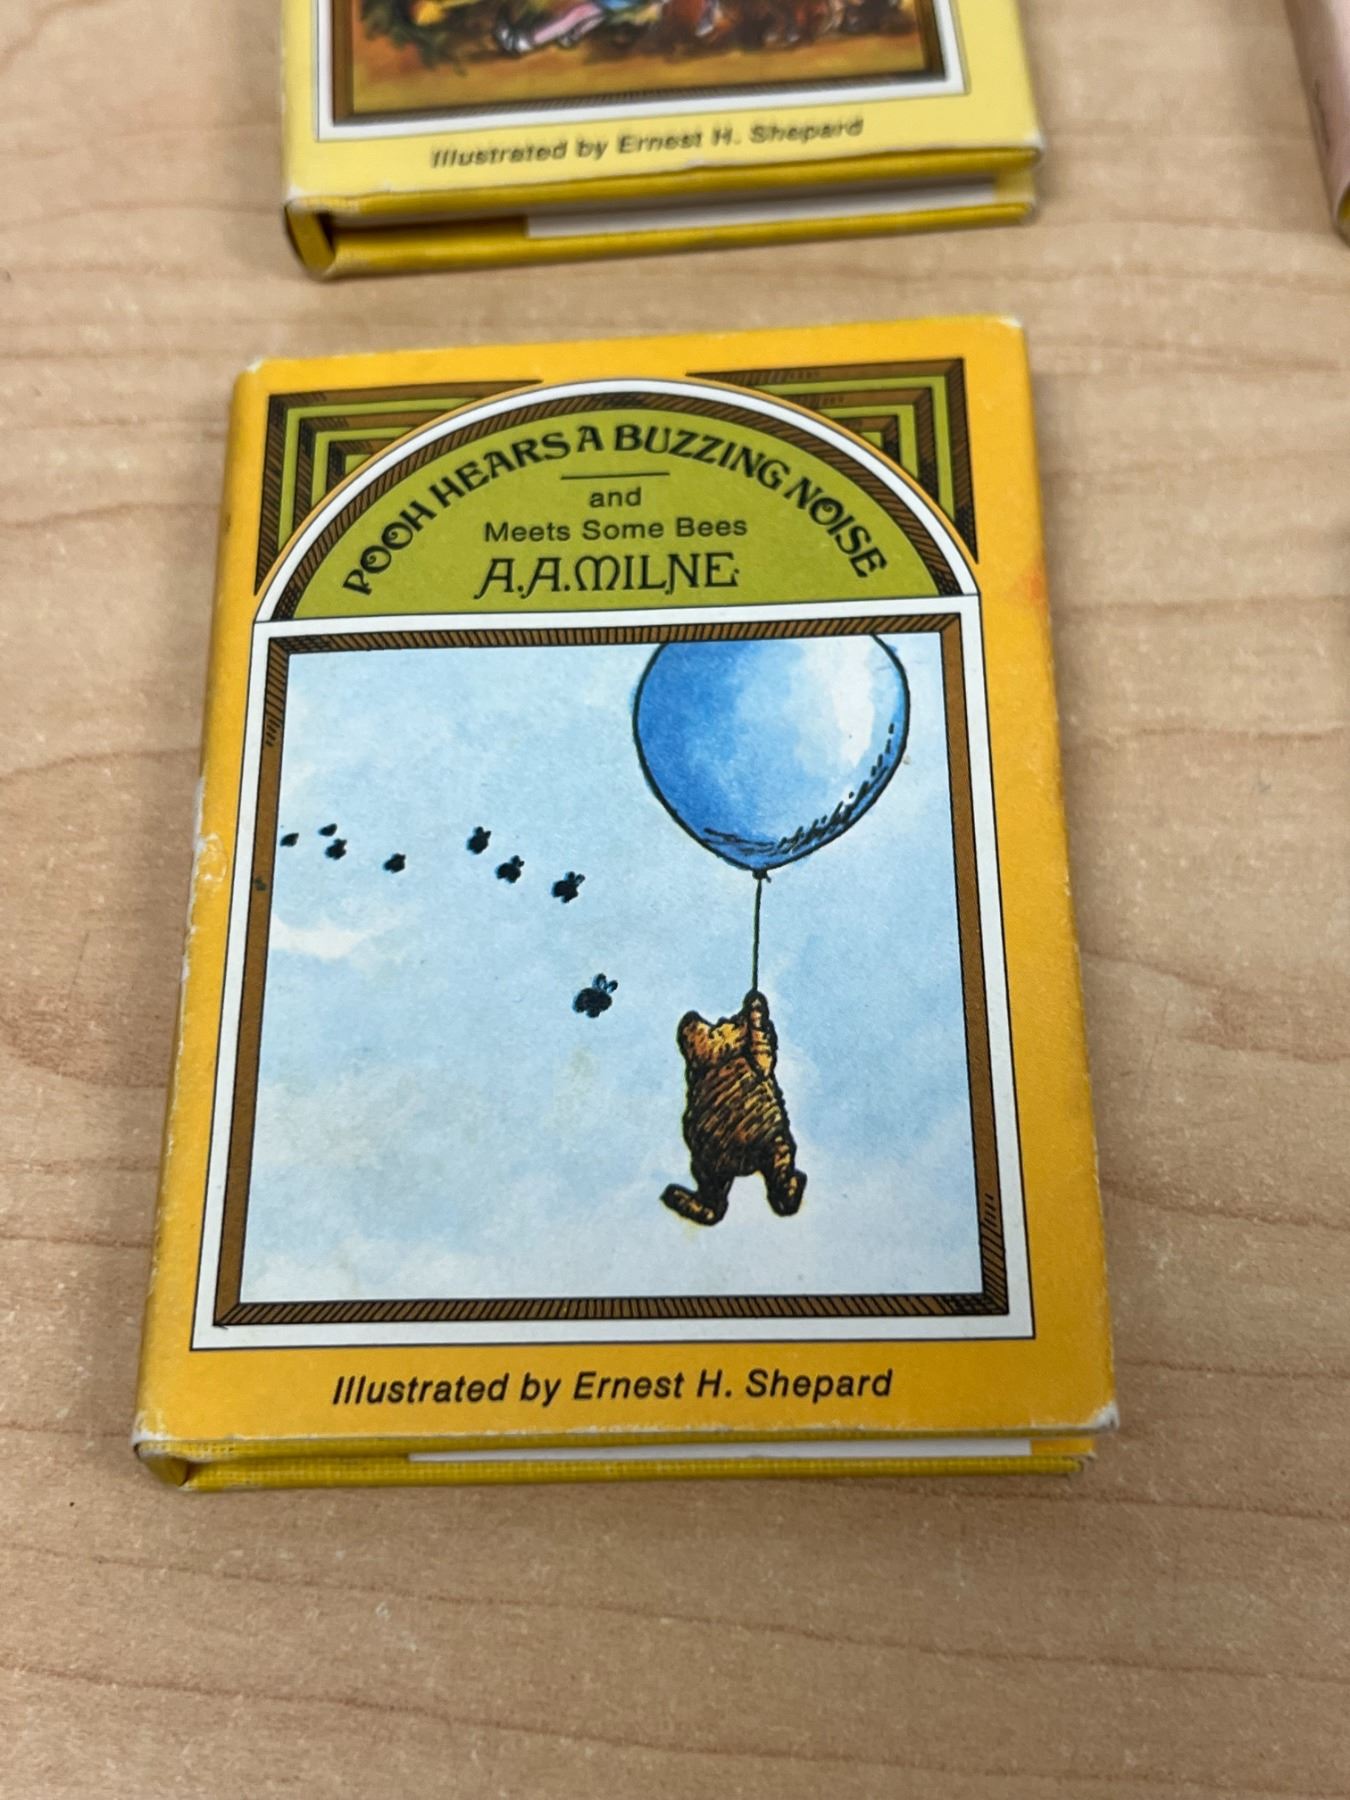 Illustrated by Ernest H. Shepard
POOH HEARS A BUZZING NOISE
and
Meets Some Bees
A.A.MILNE
Illustrated by Ernest H. Shepard